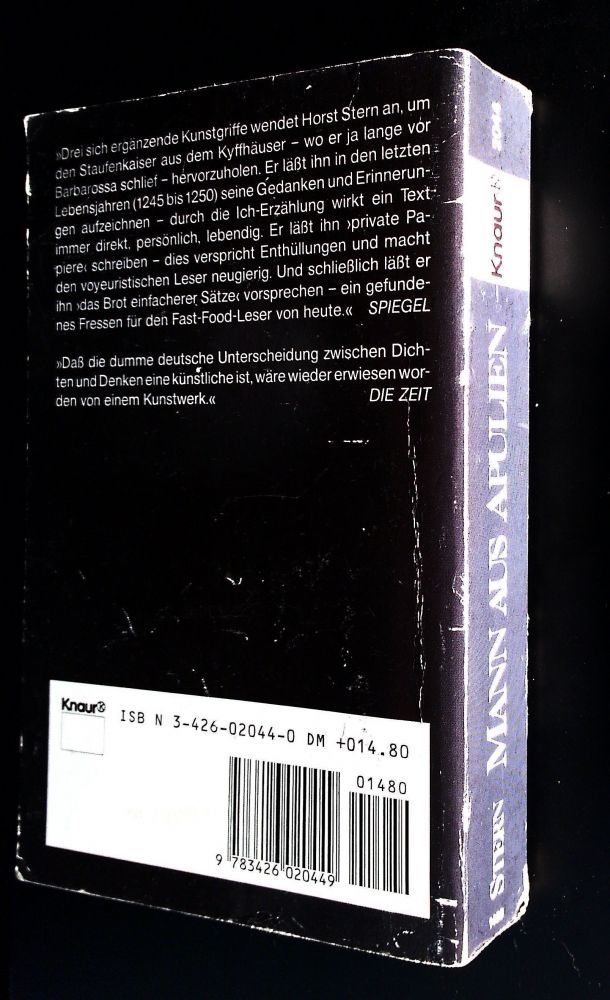 »Drei sich ergänzende Kunstgriffe wendet Horst Stern an, um
den Staufenkaiser aus dem Kyffhäuser – wo er ja lange vor
Barbarossa schlief – hervorzuholen. Er läßt ihn in den letzten
Lebensjahren (1245 bis 1250) seine Gedanken und Erinnerun-
gen aufzeichnen – durch die Ich-Erzählung wirkt ein Text
immer direkt, persönlich, lebendig. Er läßt ihn ›private Pa-
piere‹ schreiben – dies verspricht Enthüllungen und macht
den voyeuristischen Leser neugierig. Und schließlich läßt er
ihn ›das Brot einfacherer Sätze‹ vorsprechen – ein gefunde-
nes Fressen für den Fast-Food-Leser von heute.« SPIEGEL
»Daß die dumme deutsche Unterscheidung zwischen Dich-
ten und Denken eine künstliche ist, wäre wieder erwiesen wor-
den von einem Kunstwerk.« DIE ZEIT
Knaur
ISBN 3-426-02044-0 DM +014.80
01480
9 783426 020449
STERN MANN AUS APULIEN Knaur 2044